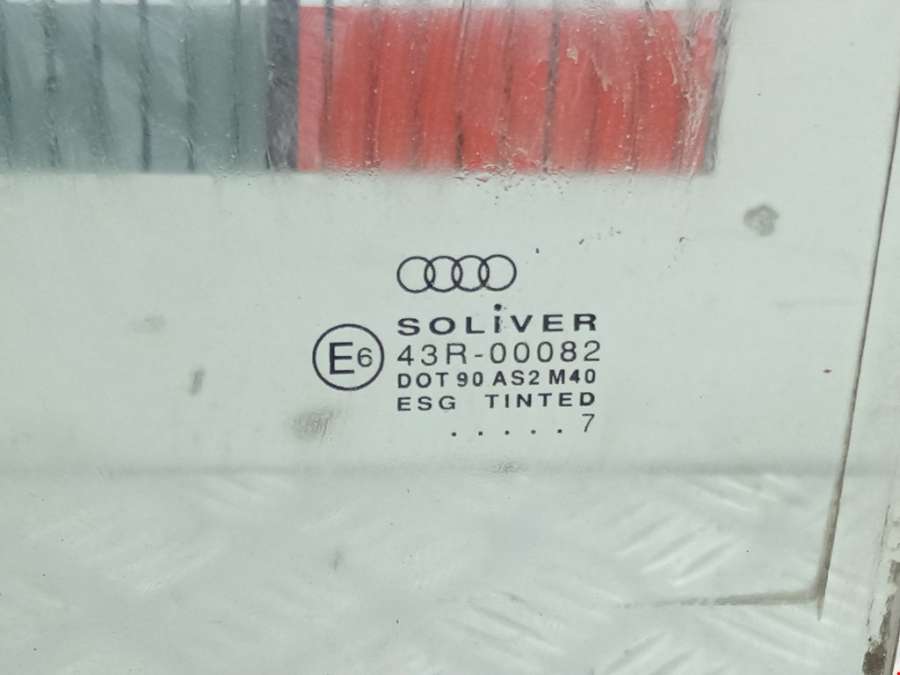 SOLiVER
E6
43R-00082
DOT 90 AS2 M40
ESG TINTED
. . . . . 7